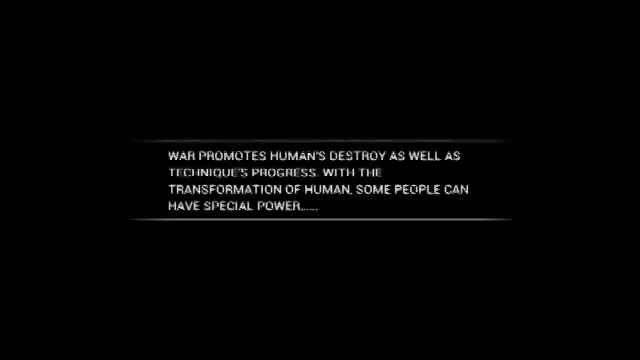 WAR PROMOTES HUMAN'S DESTROY AS WELL AS
TECHNIQUE'S PROGRESS. WITH THE
TRANSFORMATION OF HUMAN, SOME PEOPLE CAN
HAVE SPECIAL POWER......